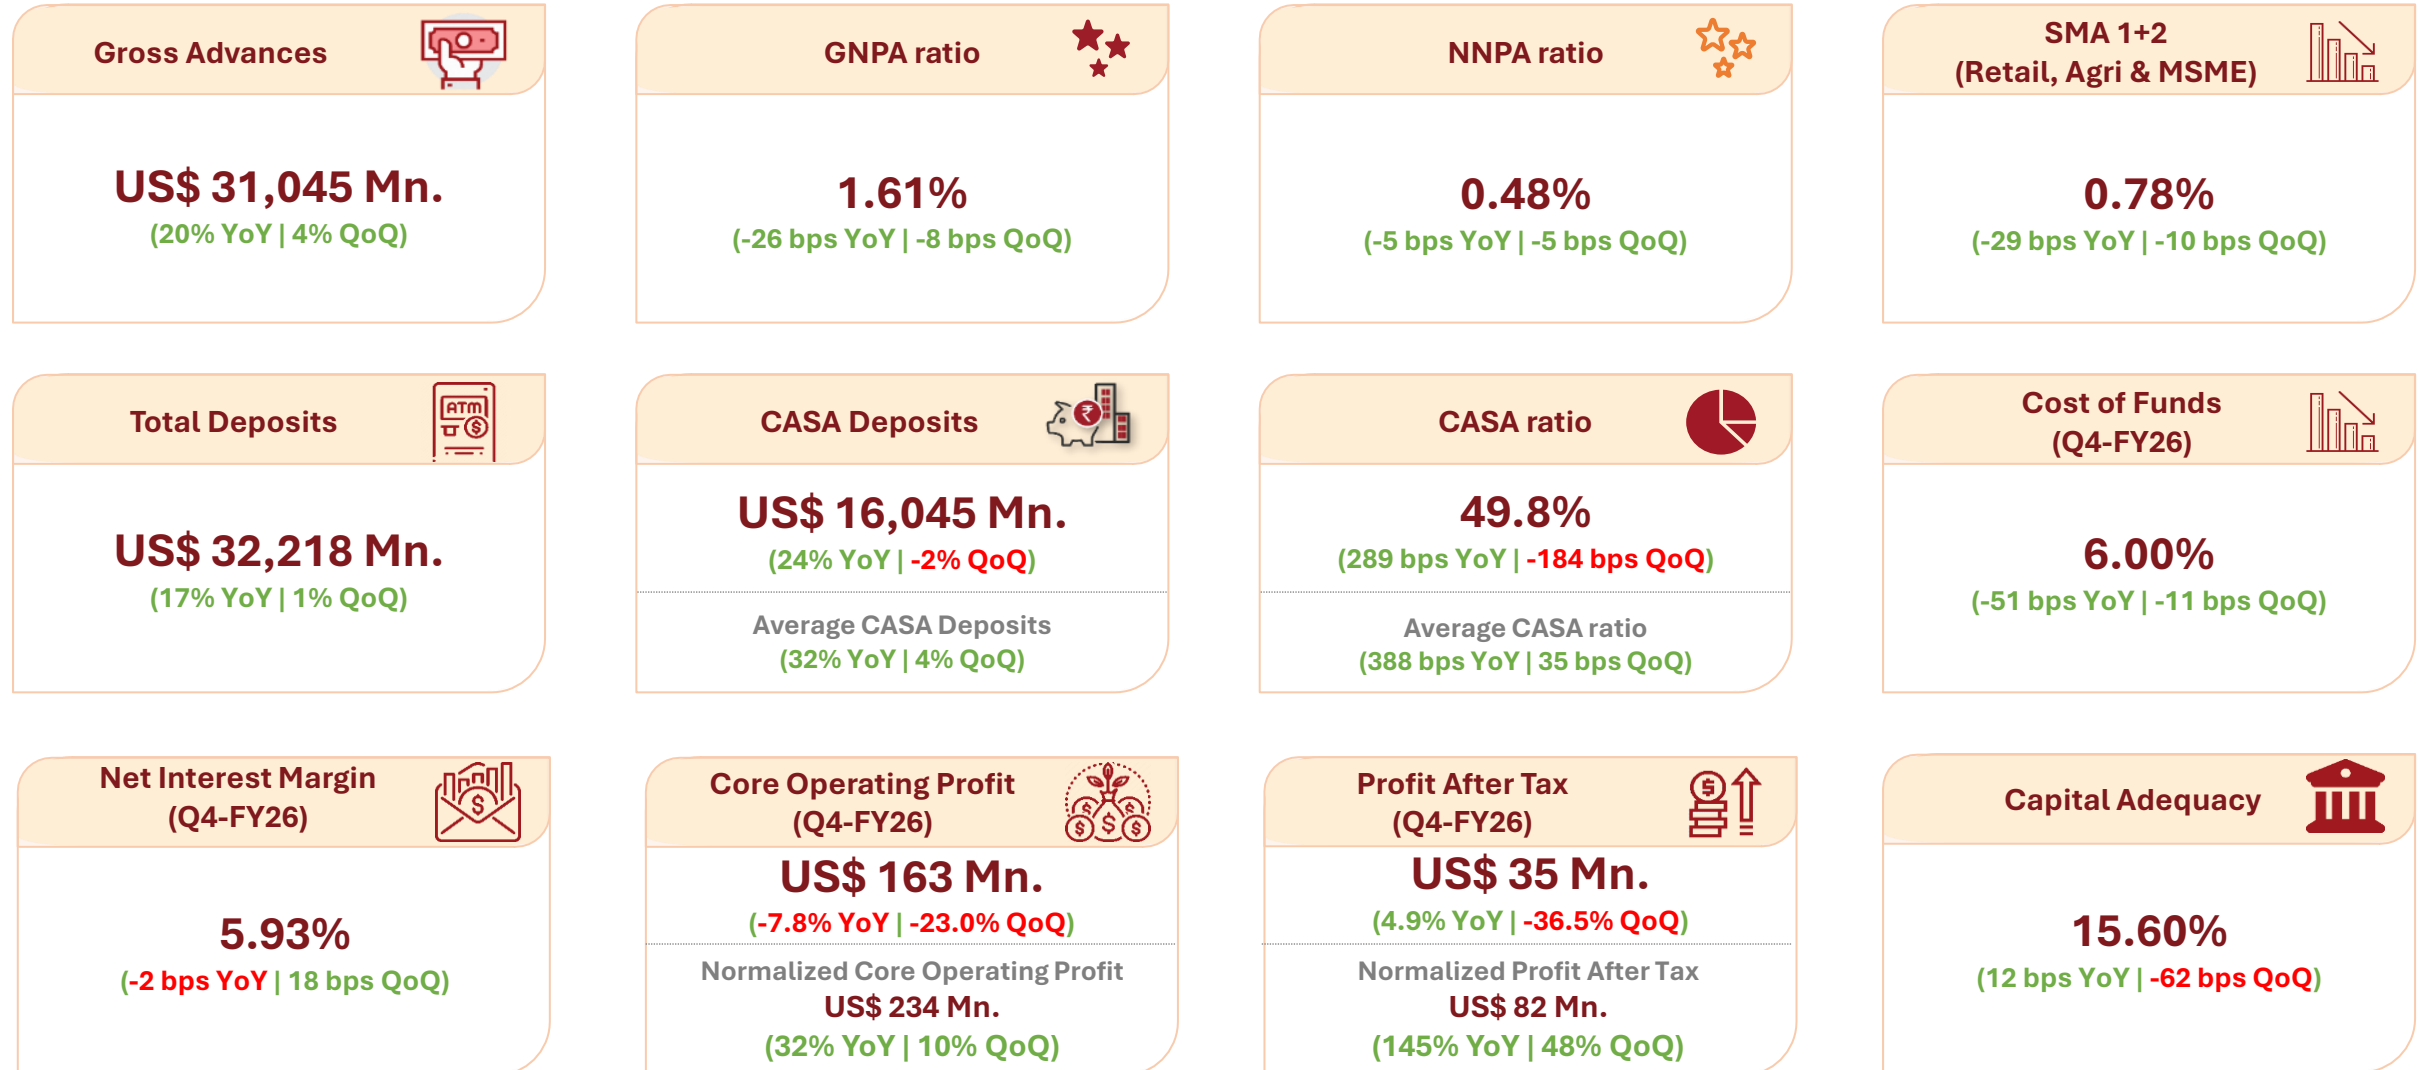 Gross Advances
US$ 31,045 Mn.
(20% YoY | 4% QoQ)
GNPA ratio
1.61%
(-26 bps YoY | -8 bps QoQ)
NNPA ratio
0.48%
(-5 bps YoY | -5 bps QoQ)
SMA 1+2
(Retail, Agri & MSME)
0.78%
(-29 bps YoY | -10 bps QoQ)
Total Deposits
ATM
$
US$ 32,218 Mn.
(17% YoY | 1% QoQ)
CASA Deposits
₹
US$ 16,045 Mn.
(24% YoY | -2% QoQ)
Average CASA Deposits
(32% YoY | 4% QoQ)
CASA ratio
49.8%
(289 bps YoY | -184 bps QoQ)
Average CASA ratio
(388 bps YoY | 35 bps QoQ)
Cost of Funds
(Q4-FY26)
6.00%
(-51 bps YoY | -11 bps QoQ)
Net Interest Margin
(Q4-FY26)
$
5.93%
(-2 bps YoY | 18 bps QoQ)
Core Operating Profit
(Q4-FY26)
$ $
$ $ $
US$ 163 Mn.
(-7.8% YoY | -23.0% QoQ)
Normalized Core Operating Profit
US$ 234 Mn.
(32% YoY | 10% QoQ)
Profit After Tax
(Q4-FY26)
$
US$ 35 Mn.
(4.9% YoY | -36.5% QoQ)
Normalized Profit After Tax
US$ 82 Mn.
(145% YoY | 48% QoQ)
Capital Adequacy
15.60%
(12 bps YoY | -62 bps QoQ)